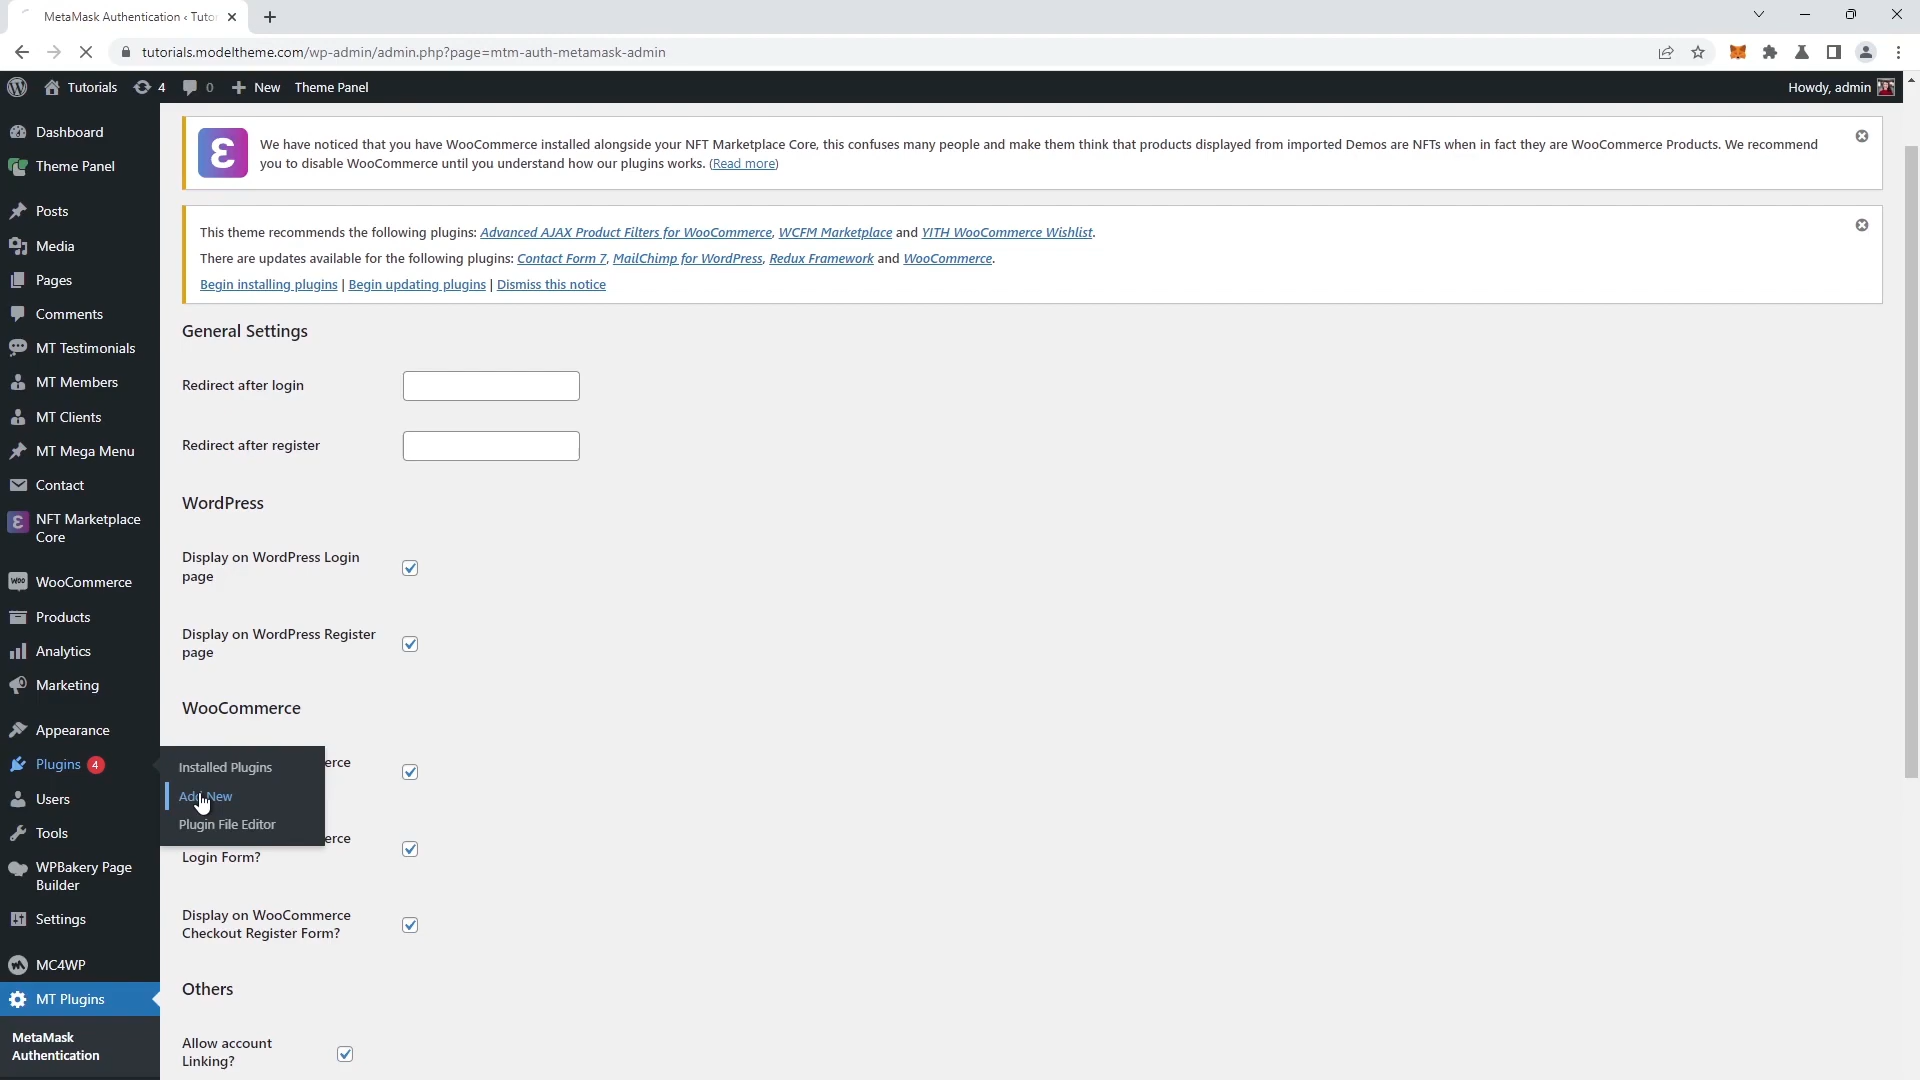 MetaMask Authentication ‹ Tuto
tutorials.modeltheme.com/wp-admin/admin.php?page=mtm-auth-metamask-admin
Tutorials
4
0
New
Theme Panel
Howdy, admin
Dashboard
Theme Panel
Posts
Media
Pages
Comments
MT Testimonials
MT Members
MT Clients
MT Mega Menu
Contact
NFT Marketplace
Core
WooCommerce
Products
Analytics
Marketing
Appearance
Plugins 4
Users
Tools
WPBakery Page
Builder
Settings
MC4WP
MT Plugins
MetaMask
Authentication
Installed Plugins
Add New
Plugin File Editor
We have noticed that you have WooCommerce installed alongside your NFT Marketplace Core, this confuses many people and make them think that products displayed from imported Demos are NFTs when in fact they are WooCommerce Products. We recommend
you to disable WooCommerce until you understand how our plugins works. (Read more)
This theme recommends the following plugins: Advanced AJAX Product Filters for WooCommerce, WCFM Marketplace and YITH WooCommerce Wishlist.
There are updates available for the following plugins: Contact Form 7, MailChimp for WordPress, Redux Framework and WooCommerce.
Begin installing plugins | Begin updating plugins | Dismiss this notice
General Settings
Redirect after login
Redirect after register
WordPress
Display on WordPress Login
page
Display on WordPress Register
page
WooCommerce
erce
erce
Login Form?
Display on WooCommerce
Checkout Register Form?
Others
Allow account
Linking?